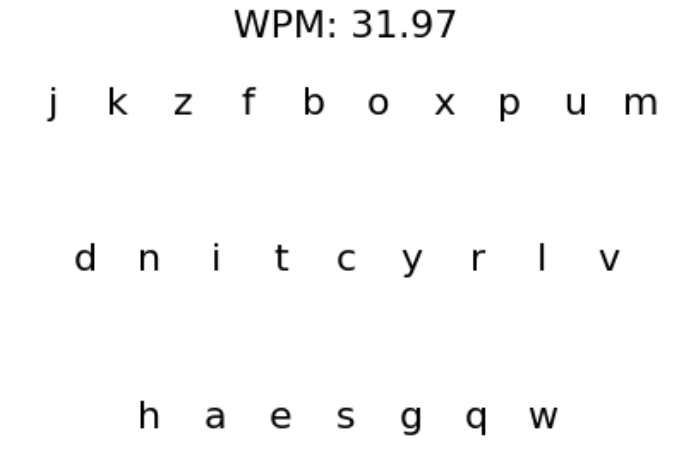 WPM: 31.97
j k z f b o x p u m
d n i t c y r l v
h a e s g q w